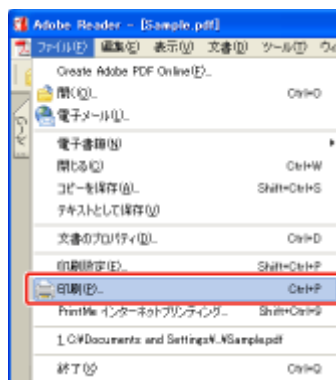 Adobe Reader - [Sample.pdf]
ファイル(F) 編集(E) 表示(V) 文書(D) ツール(T) ウィ
Create Adobe PDF Online(F)...
開く(O)... Ctrl+O
電子メール(L)...
電子書籍(N)
閉じる(C) Ctrl+W
コピーを保存(A)... Shift+Ctrl+S
テキストとして保存(V)
文書のプロパティ(D)... Ctrl+D
印刷設定(E)... Shift+Ctrl+P
印刷(P)... Ctrl+P
PrintMe インターネットプリンティング... Shift+Ctrl+9
1 C:¥Documents and Settings¥..¥Sample.pdf
終了(X) Ctrl+Q